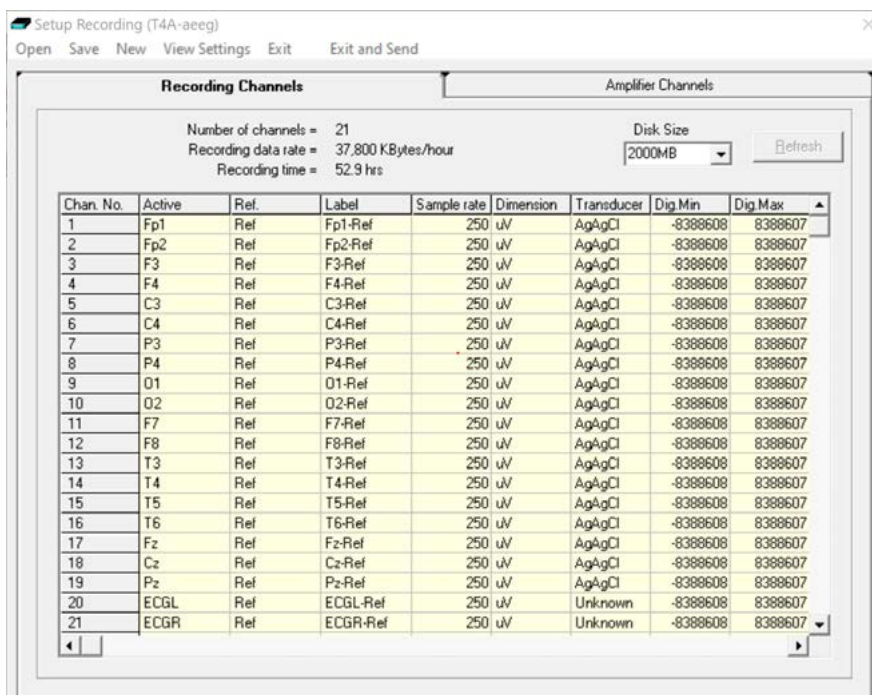 Setup Recording (T4A-aeeg)
Open Save New View Settings Exit Exit and Send
Recording Channels Amplifier Channels
Number of channels = 21
Recording data rate = 37,800 KBytes/hour
Recording time = 52.9 hrs
Disk Size
2000MB
Refresh
Chan. No. Active Ref. Label Sample rate Dimension Transducer Dig.Min Dig.Max
1 Fp1 Ref Fp1-Ref 250 uV AgAgCl -8388608 8388607
2 Fp2 Ref Fp2-Ref 250 uV AgAgCl -8388608 8388607
3 F3 Ref F3-Ref 250 uV AgAgCl -8388608 8388607
4 F4 Ref F4-Ref 250 uV AgAgCl -8388608 8388607
5 C3 Ref C3-Ref 250 uV AgAgCl -8388608 8388607
6 C4 Ref C4-Ref 250 uV AgAgCl -8388608 8388607
7 P3 Ref P3-Ref 250 uV AgAgCl -8388608 8388607
8 P4 Ref P4-Ref 250 uV AgAgCl -8388608 8388607
9 O1 Ref O1-Ref 250 uV AgAgCl -8388608 8388607
10 O2 Ref O2-Ref 250 uV AgAgCl -8388608 8388607
11 F7 Ref F7-Ref 250 uV AgAgCl -8388608 8388607
12 F8 Ref F8-Ref 250 uV AgAgCl -8388608 8388607
13 T3 Ref T3-Ref 250 uV AgAgCl -8388608 8388607
14 T4 Ref T4-Ref 250 uV AgAgCl -8388608 8388607
15 T5 Ref T5-Ref 250 uV AgAgCl -8388608 8388607
16 T6 Ref T6-Ref 250 uV AgAgCl -8388608 8388607
17 Fz Ref Fz-Ref 250 uV AgAgCl -8388608 8388607
18 Cz Ref Cz-Ref 250 uV AgAgCl -8388608 8388607
19 Pz Ref Pz-Ref 250 uV AgAgCl -8388608 8388607
20 ECGL Ref ECGL-Ref 250 uV Unknown -8388608 8388607
21 ECGR Ref ECGR-Ref 250 uV Unknown -8388608 8388607